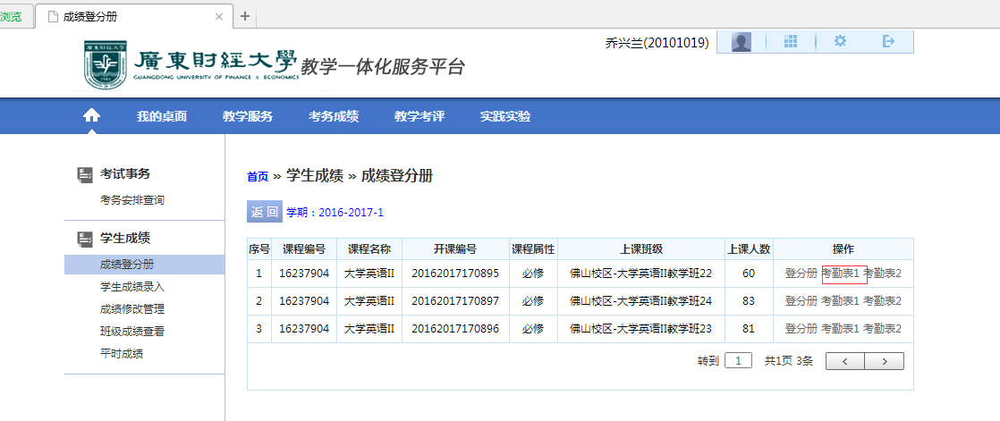 浏览 成绩登分册
乔兴兰(20101019)
廣東財經大學 教学一体化服务平台
GUANGDONG UNIVERSITY OF FINANCE & ECONOMICS
我的桌面 教学服务 考务成绩 教学考评 实践实验
考试事务
考务安排查询
学生成绩
成绩登分册
学生成绩录入
成绩修改管理
班级成绩查看
平时成绩
首页 » 学生成绩 » 成绩登分册
返 回 学期：2016-2017-1
序号 课程编号 课程名称 开课编号 课程属性 上课班级 上课人数 操作
1 16237904 大学英语II 20162017170895 必修 佛山校区-大学英语II教学班22 60 登分册 考勤表1 考勤表2
2 16237904 大学英语II 20162017170897 必修 佛山校区-大学英语II教学班24 83 登分册 考勤表1 考勤表2
3 16237904 大学英语II 20162017170896 必修 佛山校区-大学英语II教学班23 81 登分册 考勤表1 考勤表2
转到 1 共1页 3条